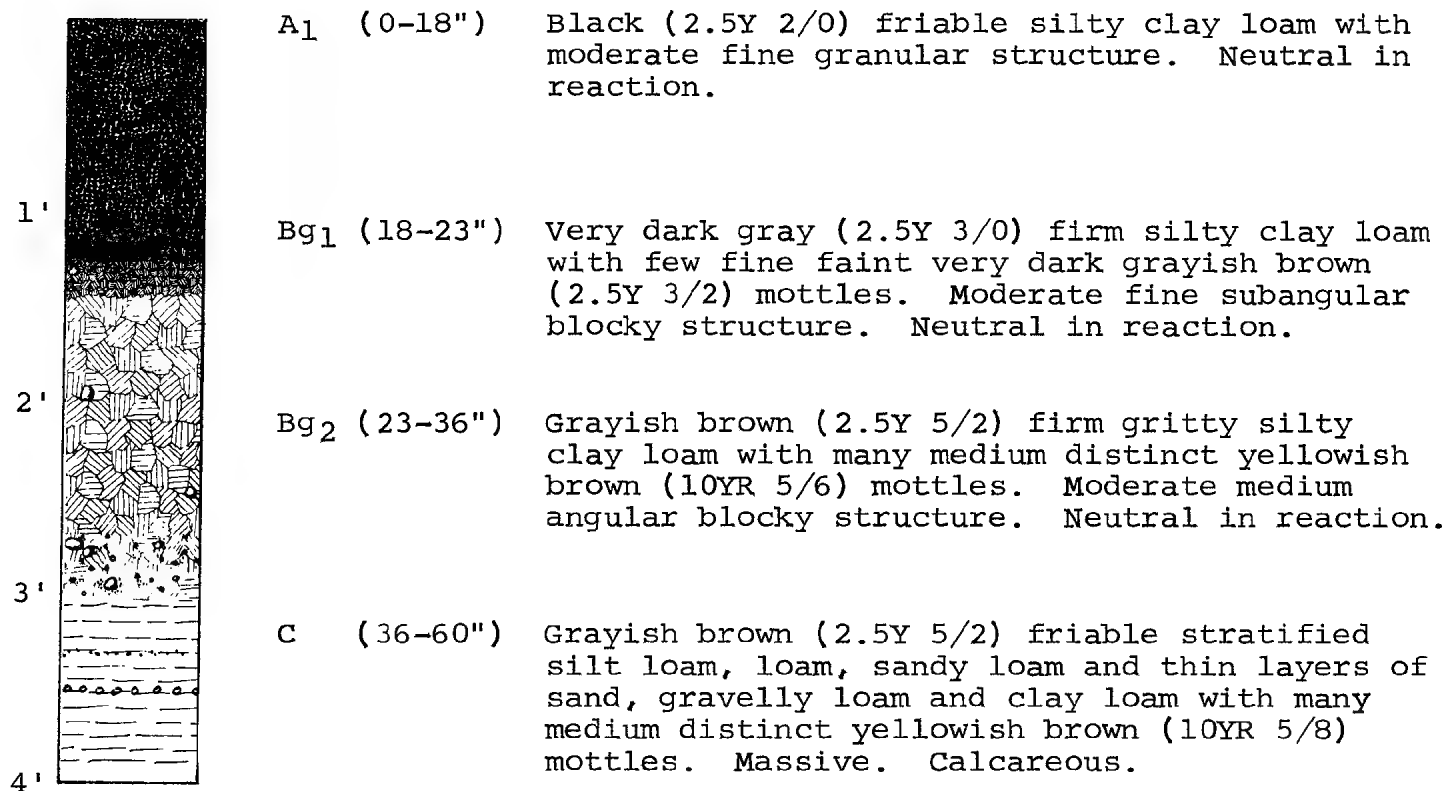 A1 (0-18") Black (2.5Y 2/0) friable silty clay loam with
moderate fine granular structure. Neutral in
reaction.
1'
Bg1 (18-23") Very dark gray (2.5Y 3/0) firm silty clay loam
with few fine faint very dark grayish brown
(2.5Y 3/2) mottles. Moderate fine subangular
blocky structure. Neutral in reaction.
2'
Bg2 (23-36") Grayish brown (2.5Y 5/2) firm gritty silty
clay loam with many medium distinct yellowish
brown (10YR 5/6) mottles. Moderate medium
angular blocky structure. Neutral in reaction.
3'
C (36-60") Grayish brown (2.5Y 5/2) friable stratified
silt loam, loam, sandy loam and thin layers of
sand, gravelly loam and clay loam with many
medium distinct yellowish brown (10YR 5/8)
mottles. Massive. Calcareous.
4'